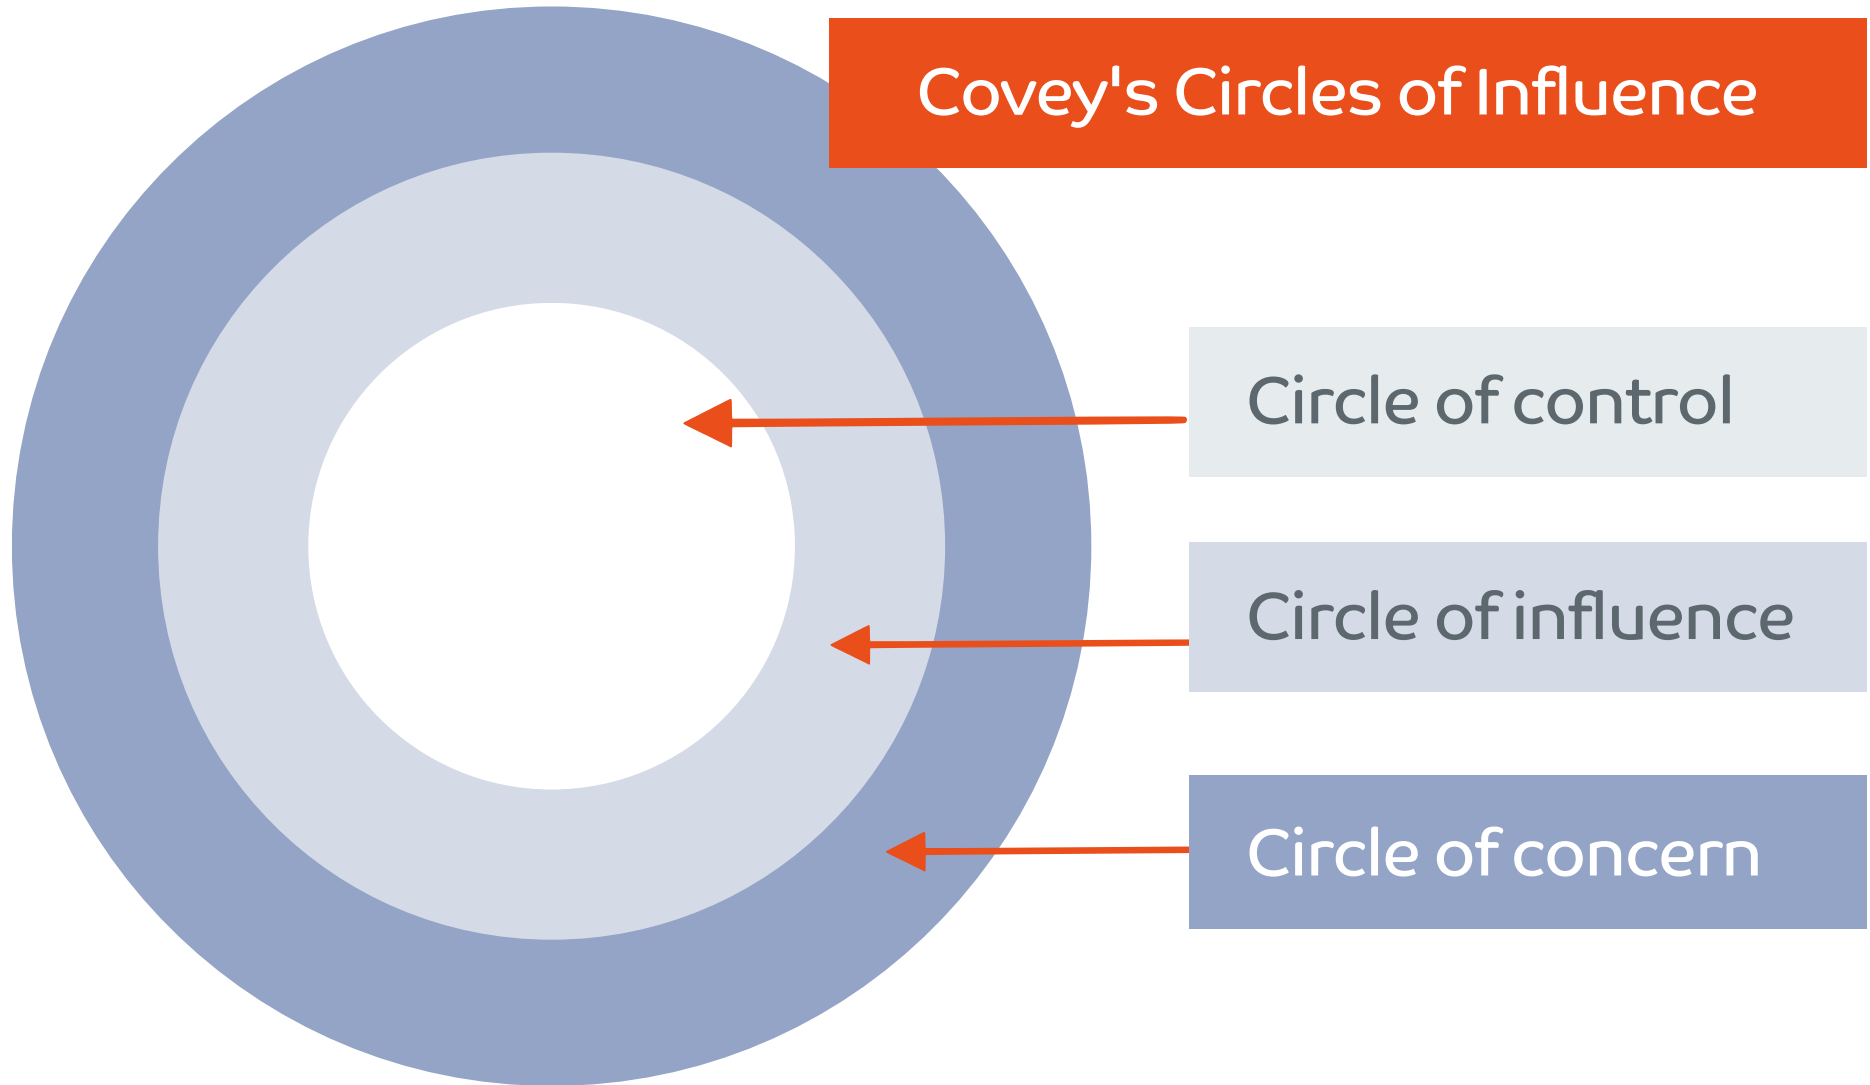 Covey's Circles of Influence
Circle of control
Circle of influence
Circle of concern